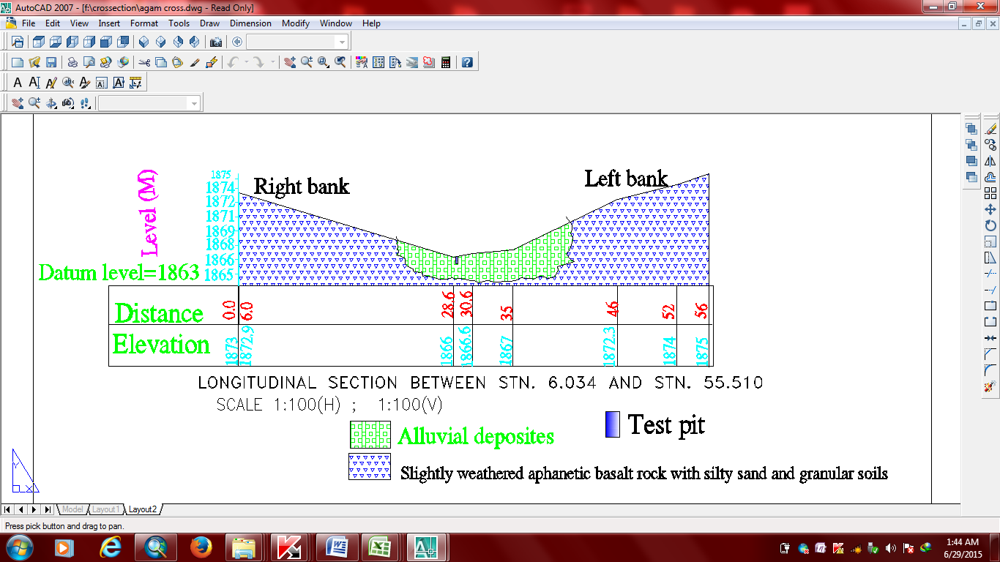 AutoCAD 2007 - [f:\crossection\agam cross.dwg - Read Only]
File Edit View Insert Format Tools Draw Dimension Modify Window Help
Level (M)
1875
1874
1872
1871
1869
1868
1866
1865
Right bank
Left bank
Datum level=1863
Distance 0.0 6.0 28.6 30.6 35 46 52 56
Elevation 1873 1872.9 1866 1866.6 1867 1872.3 1874 1875
LONGITUDINAL SECTION BETWEEN STN. 6.034 AND STN. 55.510
SCALE 1:100(H) ; 1:100(V)
Alluvial deposites
Test pit
Slightly weathered aphanetic basalt rock with silty sand and granular soils
Y
X
Model Layout1 Layout2
Press pick button and drag to pan.
1:44 AM
6/29/2015